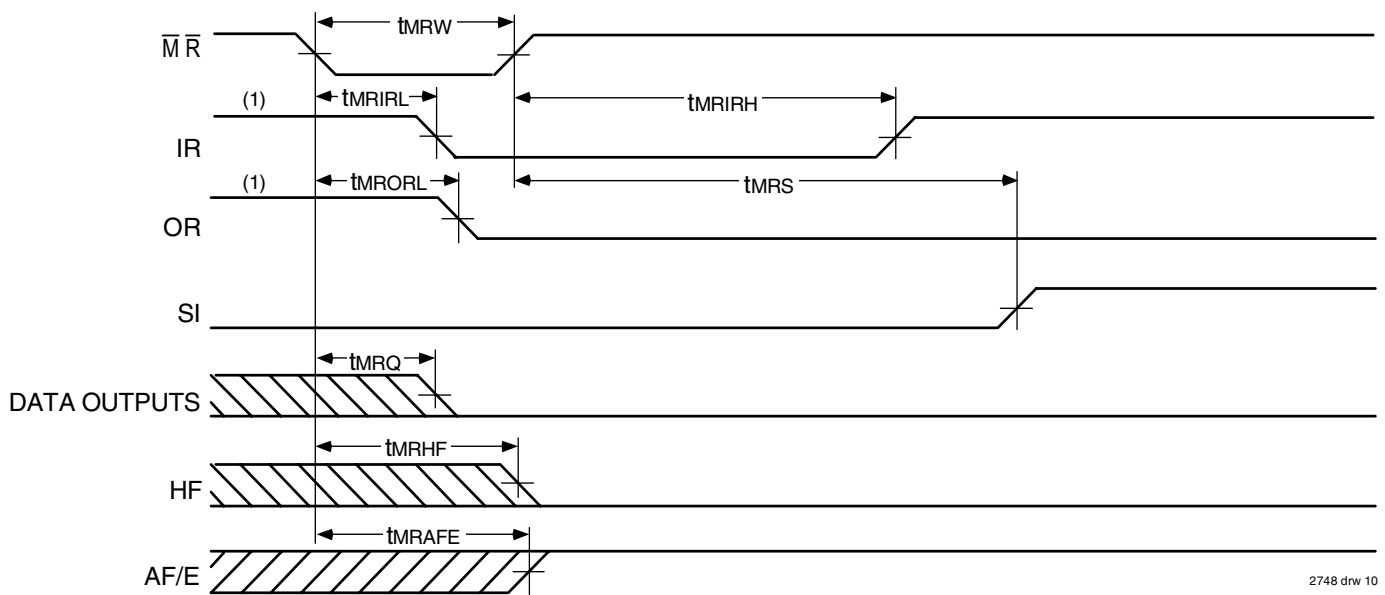 tMRW
M̅ R̅
(1) tMRIRL tMRIRH
IR
(1) tMRORL tMRS
OR
SI
tMRQ
DATA OUTPUTS
tMRHF
HF
tMRAFE
AF/E
2748 drw 10